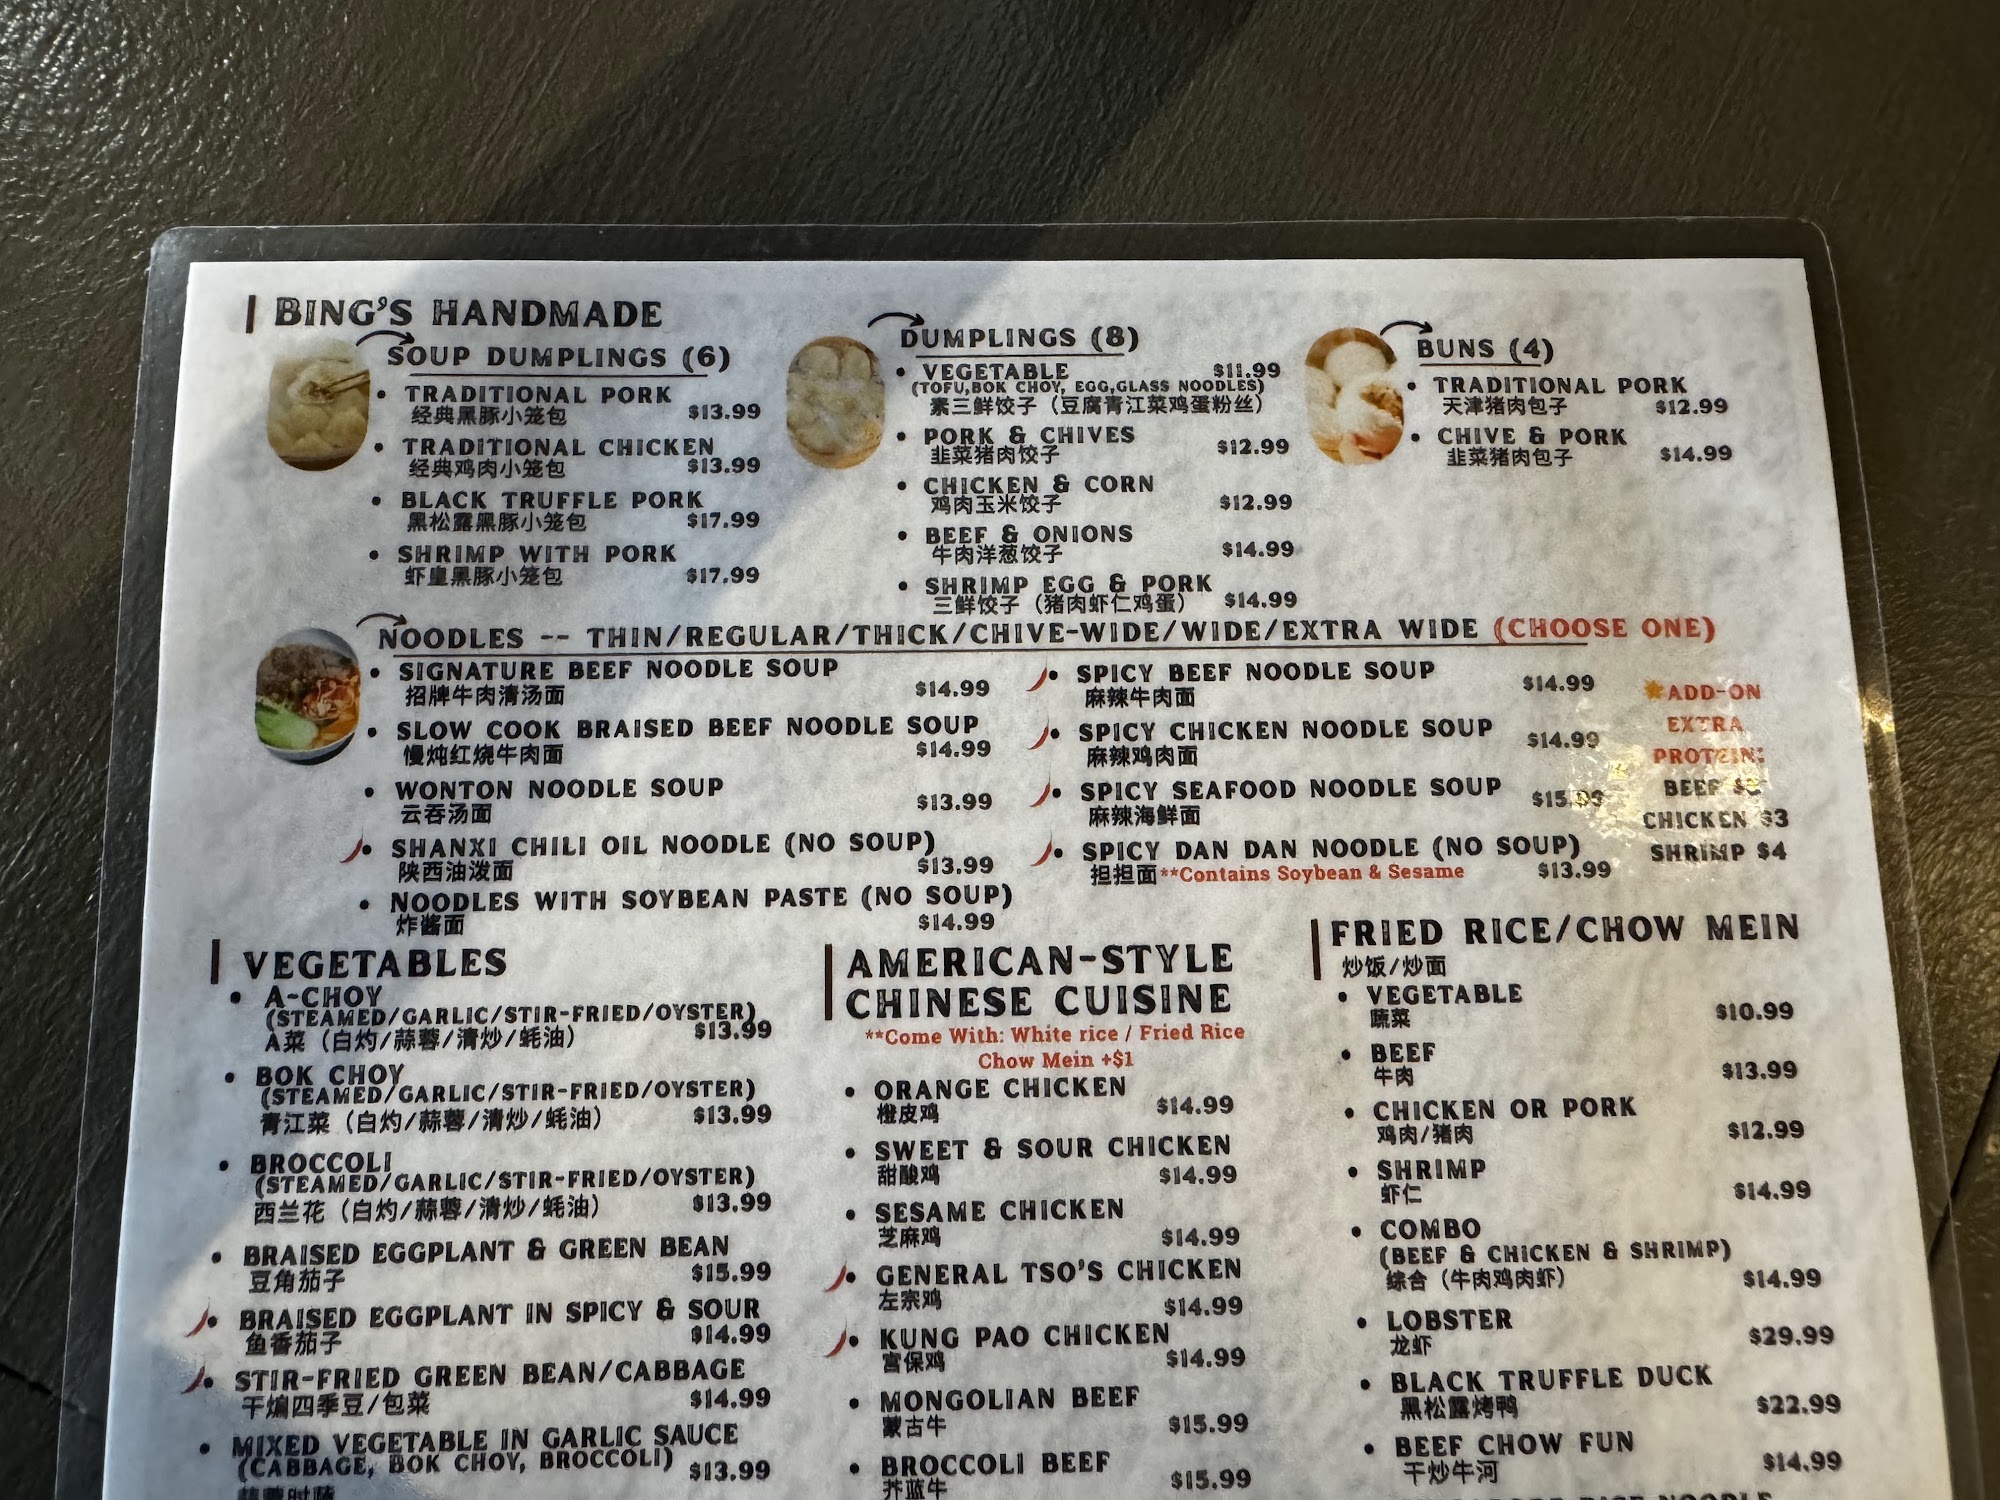 BING'S HANDMADE
SOUP DUMPLINGS (6)
• TRADITIONAL PORK
经典黑豚小笼包 $13.99
• TRADITIONAL CHICKEN
经典鸡肉小笼包 $13.99
• BLACK TRUFFLE PORK
黑松露黑豚小笼包 $17.99
• SHRIMP WITH PORK
虾皇黑豚小笼包 $17.99
DUMPLINGS (8)
• VEGETABLE $11.99
(TOFU,BOK CHOY, EGG,GLASS NOODLES)
素三鲜饺子（豆腐青江菜鸡蛋粉丝）
• PORK & CHIVES
韭菜猪肉饺子 $12.99
• CHICKEN & CORN
鸡肉玉米饺子 $12.99
• BEEF & ONIONS
牛肉洋葱饺子 $14.99
• SHRIMP EGG & PORK
三鲜饺子（猪肉虾仁鸡蛋） $14.99
BUNS (4)
• TRADITIONAL PORK
天津猪肉包子 $12.99
• CHIVE & PORK
韭菜猪肉包子 $14.99
NOODLES -- THIN/REGULAR/THICK/CHIVE-WIDE/WIDE/EXTRA WIDE (CHOOSE ONE)
• SIGNATURE BEEF NOODLE SOUP
招牌牛肉清汤面 $14.99
• SLOW COOK BRAISED BEEF NOODLE SOUP
慢炖红烧牛肉面 $14.99
• WONTON NOODLE SOUP
云吞汤面 $13.99
• SHANXI CHILI OIL NOODLE (NO SOUP)
陕西油泼面 $13.99
• NOODLES WITH SOYBEAN PASTE (NO SOUP)
炸酱面 $14.99
• SPICY BEEF NOODLE SOUP
麻辣牛肉面 $14.99
• SPICY CHICKEN NOODLE SOUP
麻辣鸡肉面 $14.99
• SPICY SEAFOOD NOODLE SOUP
麻辣海鲜面 $15.99
• SPICY DAN DAN NOODLE (NO SOUP)
担担面**Contains Soybean & Sesame $13.99
ADD-ON
EXTRA
PROTEIN:
BEEF
CHICKEN $3
SHRIMP $4
VEGETABLES
• A-CHOY
(STEAMED/GARLIC/STIR-FRIED/OYSTER)
A菜（白灼/蒜蓉/清炒/蚝油） $13.99
• BOK CHOY
(STEAMED/GARLIC/STIR-FRIED/OYSTER)
青江菜（白灼/蒜蓉/清炒/蚝油） $13.99
• BROCCOLI
(STEAMED/GARLIC/STIR-FRIED/OYSTER)
西兰花（白灼/蒜蓉/清炒/蚝油） $13.99
• BRAISED EGGPLANT & GREEN BEAN
豆角茄子 $15.99
• BRAISED EGGPLANT IN SPICY & SOUR
鱼香茄子 $14.99
• STIR-FRIED GREEN BEAN/CABBAGE
干煸四季豆/包菜 $14.99
• MIXED VEGETABLE IN GARLIC SAUCE
(CABBAGE, BOK CHOY, BROCCOLI) $13.99
AMERICAN-STYLE
CHINESE CUISINE
**Come With: White rice / Fried Rice
Chow Mein +$1
• ORANGE CHICKEN
橙皮鸡 $14.99
• SWEET & SOUR CHICKEN
甜酸鸡 $14.99
• SESAME CHICKEN
芝麻鸡 $14.99
• GENERAL TSO'S CHICKEN
左宗鸡 $14.99
• KUNG PAO CHICKEN
宫保鸡 $14.99
• MONGOLIAN BEEF
蒙古牛 $15.99
• BROCCOLI BEEF
芥蓝牛 $15.99
FRIED RICE/CHOW MEIN
炒饭/炒面
• VEGETABLE
蔬菜 $10.99
• BEEF
牛肉 $13.99
• CHICKEN OR PORK
鸡肉/猪肉 $12.99
• SHRIMP
虾仁 $14.99
• COMBO
(BEEF & CHICKEN & SHRIMP)
综合（牛肉鸡肉虾） $14.99
• LOBSTER
龙虾 $29.99
• BLACK TRUFFLE DUCK
黑松露烤鸭 $22.99
• BEEF CHOW FUN
干炒牛河 $14.99